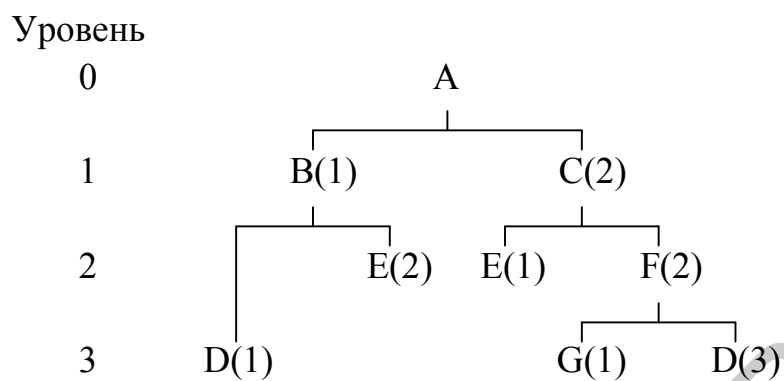 Уровень
0 A
1 B(1) C(2)
2 E(2) E(1) F(2)
3 D(1) G(1) D(3)